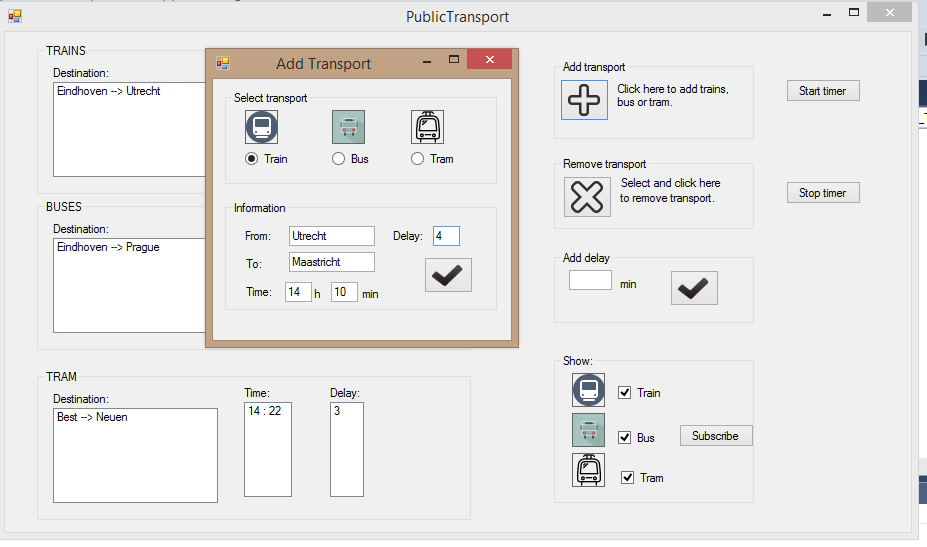 PublicTransport
TRAINS
Destination:
Eindhoven --> Utrecht
BUSES
Destination:
Eindhoven --> Prague
TRAM
Destination:
Best --> Neuen
Time:
14 : 22
Delay:
3
Add Transport
Select transport
Train
Bus
Tram
Information
From:
Utrecht
Delay:
4
To:
Maastricht
Time:
14
h
10
min
Add transport
Click here to add trains,
bus or tram.
Start timer
Remove transport
Select and click here
to remove transport.
Stop timer
Add delay
min
Show:
Train
Bus
Subscribe
Tram